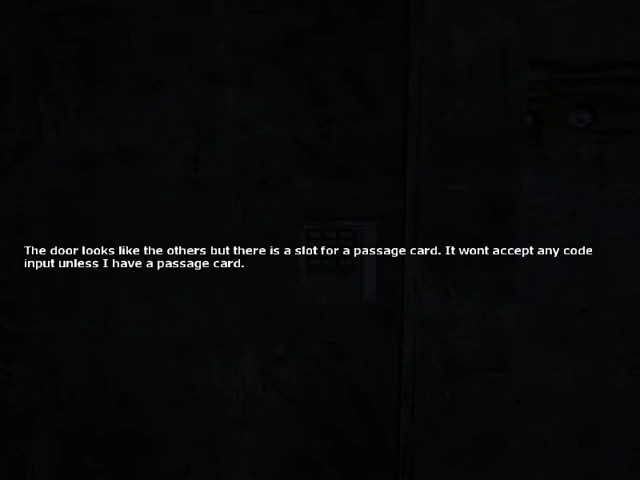 The door looks like the others but there is a slot for a passage card. It wont accept any code
input unless I have a passage card.